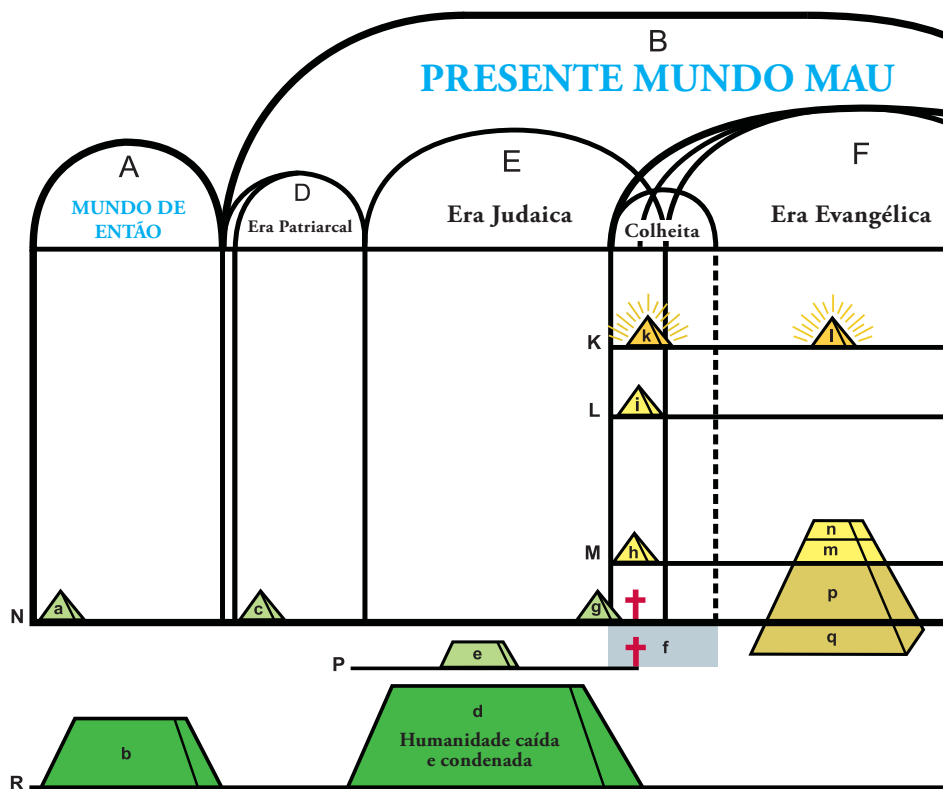 B
PRESENTE MUNDO MAU
A
MUNDO DE
ENTÃO
D
Era Patriarcal
E
Era Judaica
Colheita
F
Era Evangélica
K
k
l
L
i
M
h
n
m
p
q
N
a
c
g
f
P
e
d
Humanidade caída
e condenada
b
R